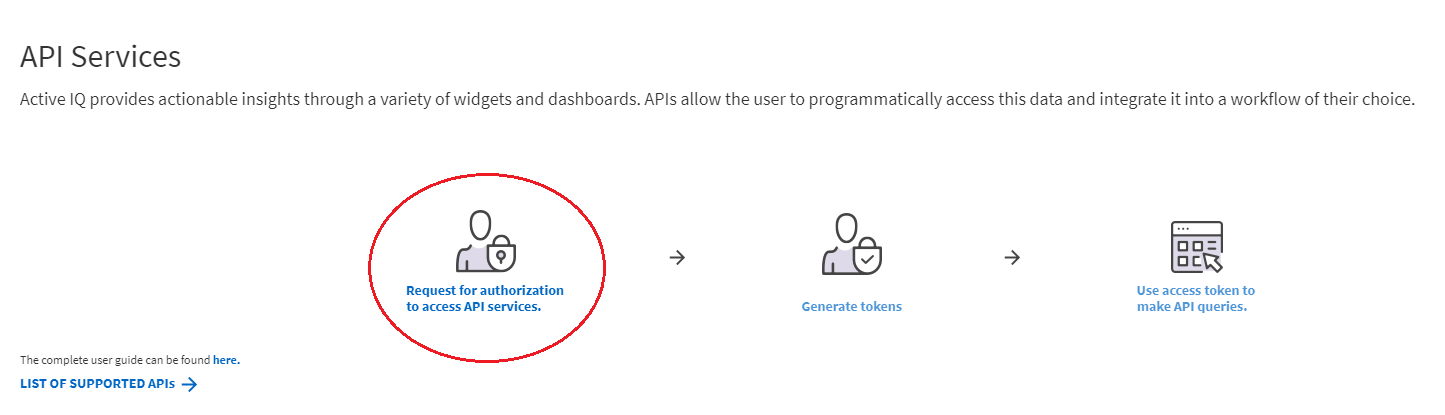 API Services
Active IQ provides actionable insights through a variety of widgets and dashboards. APIs allow the user to programmatically access this data and integrate it into a workflow of their choice.
Request for authorization
to access API services.
Generate tokens
Use access token to
make API queries.
The complete user guide can be found here.
LIST OF SUPPORTED APIs